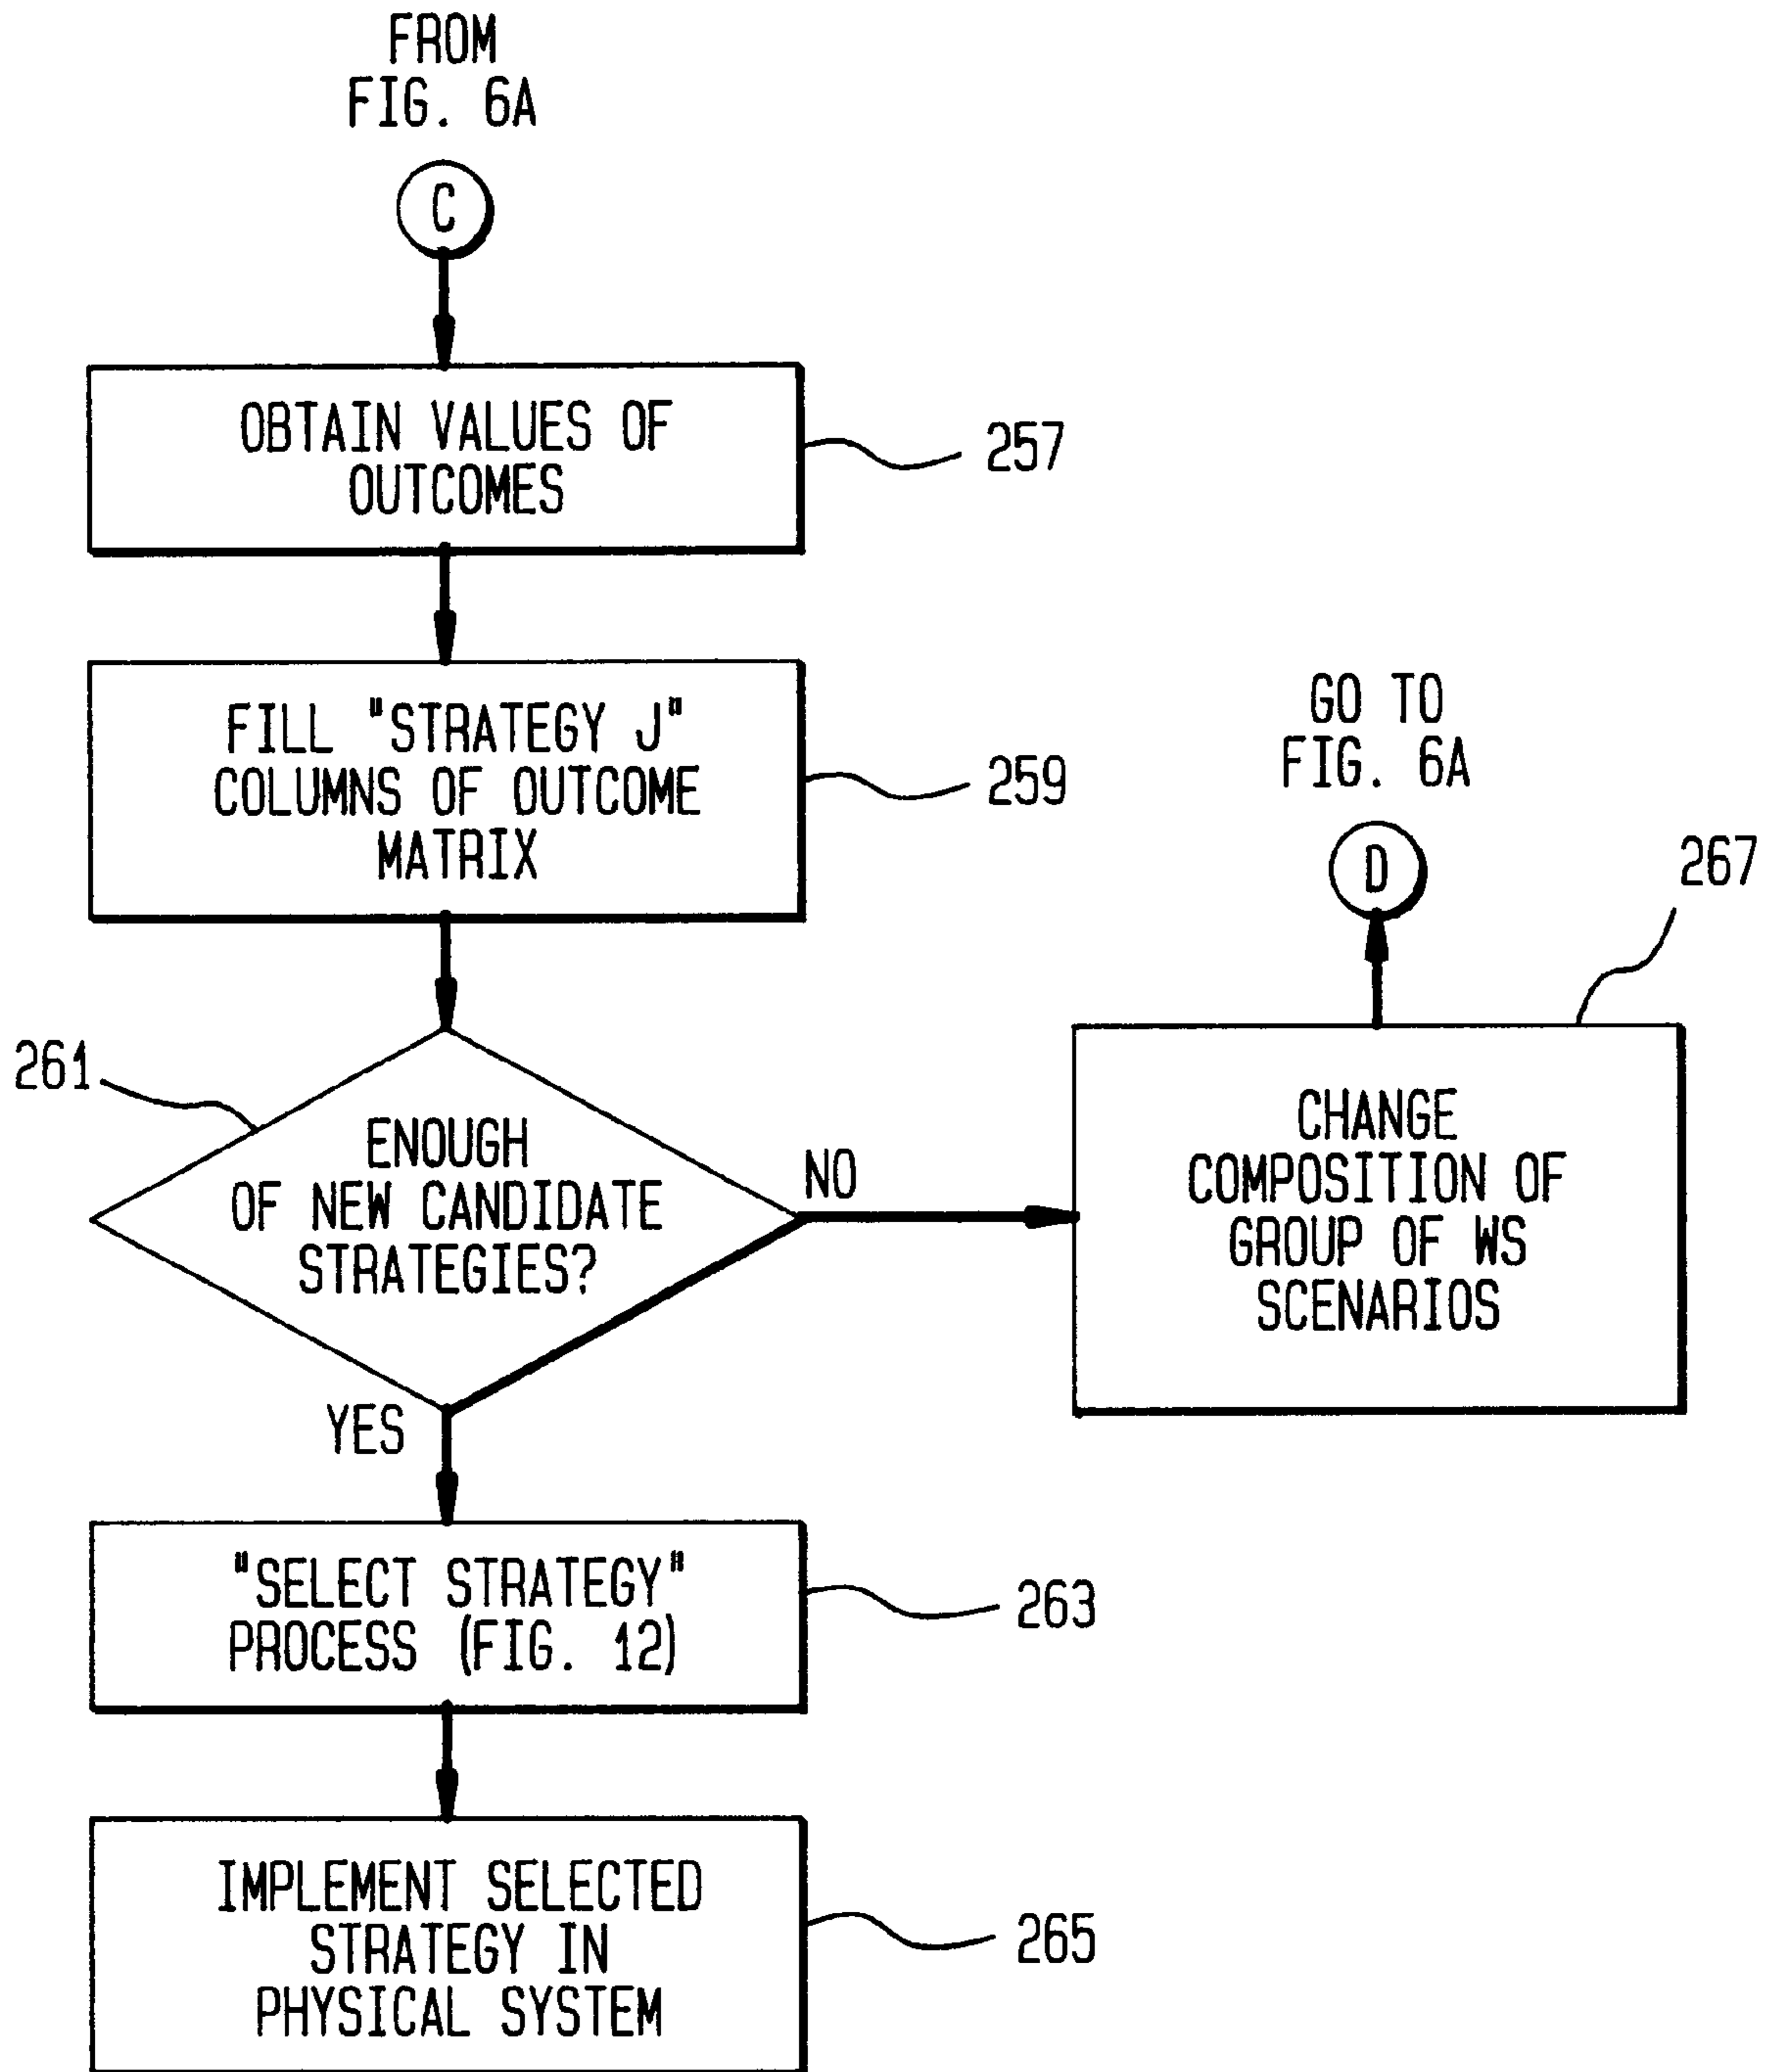 FROM
FIG. 6A
C
OBTAIN VALUES OF
OUTCOMES
257
FILL "STRATEGY J"
COLUMNS OF OUTCOME
MATRIX
259
GO TO
FIG. 6A
D
267
261
ENOUGH
OF NEW CANDIDATE
STRATEGIES?
NO
CHANGE
COMPOSITION OF
GROUP OF WS
SCENARIOS
YES
"SELECT STRATEGY"
PROCESS (FIG. 12)
263
IMPLEMENT SELECTED
STRATEGY IN
PHYSICAL SYSTEM
265